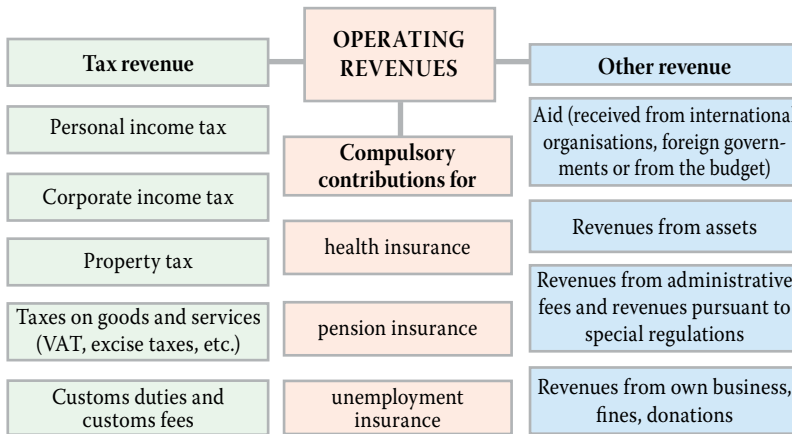 OPERATING
REVENUES
Tax revenue
Personal income tax
Corporate income tax
Property tax
Taxes on goods and services
(VAT, excise taxes, etc.)
Customs duties and
customs fees
Compulsory
contributions for
health insurance
pension insurance
unemployment
insurance
Other revenue
Aid (received from international
organisations, foreign govern-
ments or from the budget)
Revenues from assets
Revenues from administrative
fees and revenues pursuant to
special regulations
Revenues from own business,
fines, donations